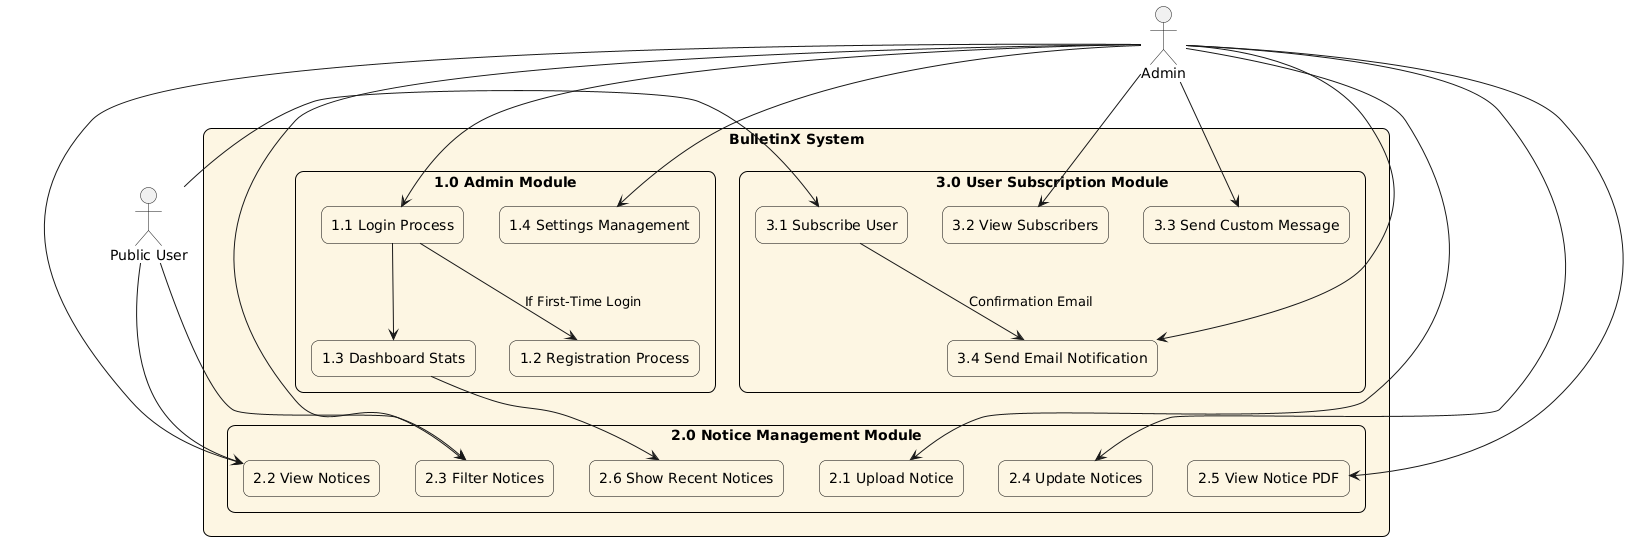 Admin
BulletinX System
1.0 Admin Module
3.0 User Subscription Module
1.1 Login Process
1.4 Settings Management
3.1 Subscribe User
3.2 View Subscribers
3.3 Send Custom Message
Public User
If First-Time Login
Confirmation Email
1.3 Dashboard Stats
1.2 Registration Process
3.4 Send Email Notification
2.0 Notice Management Module
2.2 View Notices
2.3 Filter Notices
2.6 Show Recent Notices
2.1 Upload Notice
2.4 Update Notices
2.5 View Notice PDF